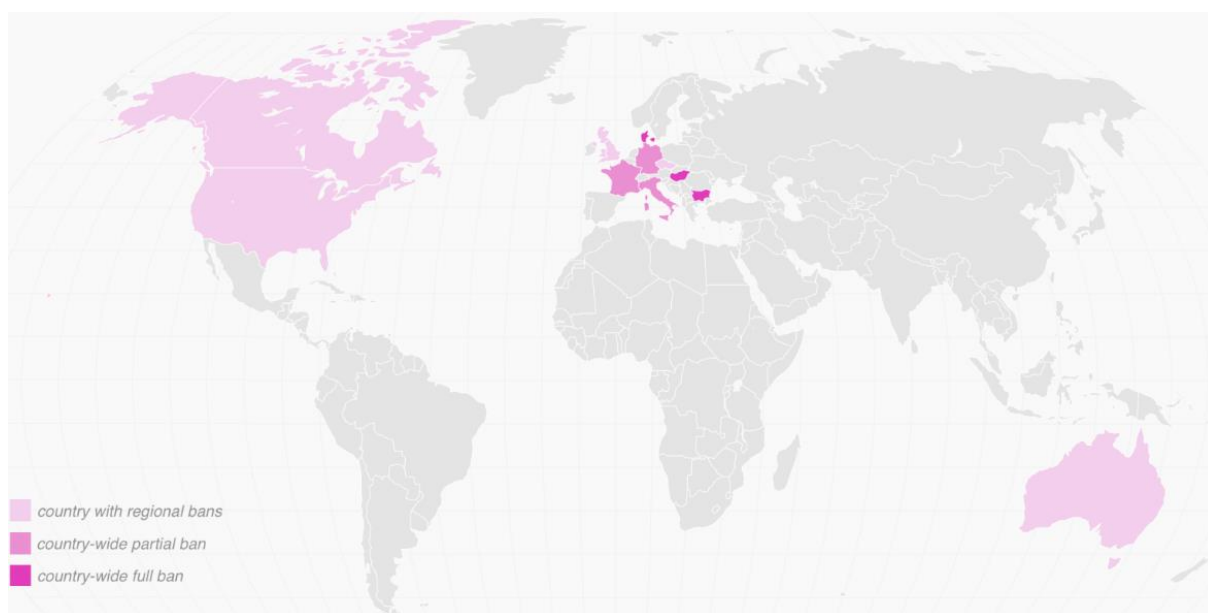 country with regional bans
country-wide partial ban
country-wide full ban